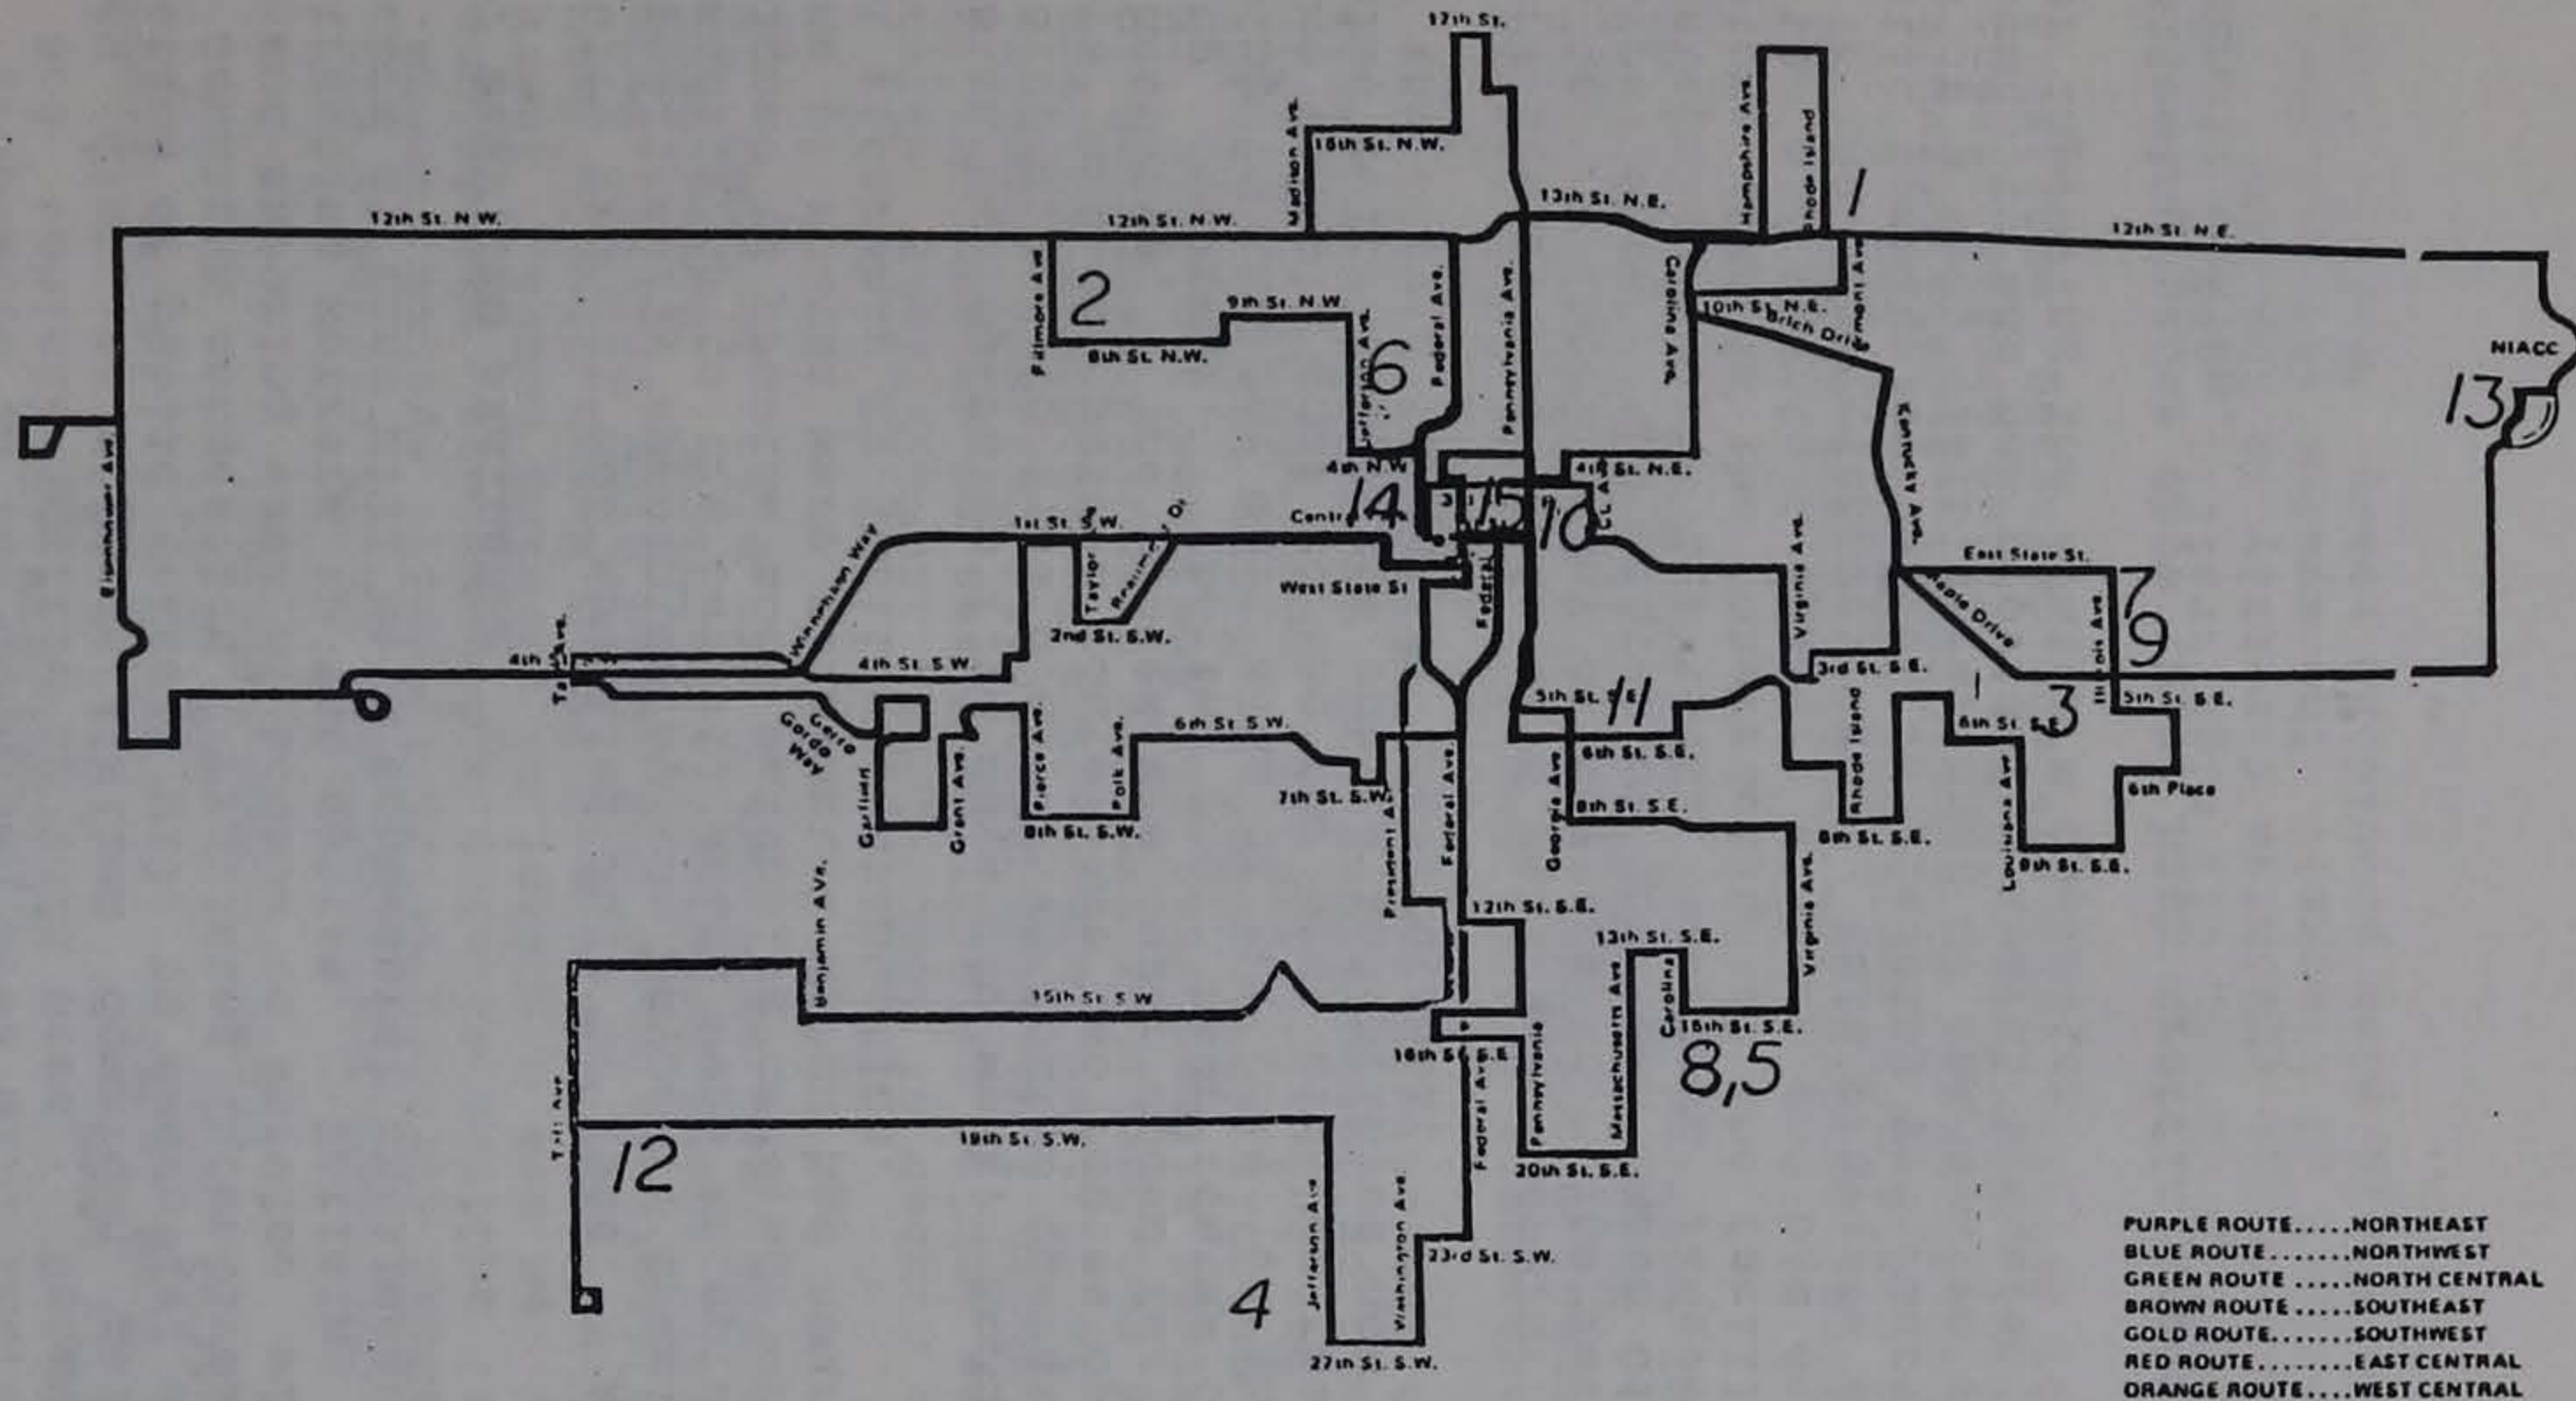 17th St.
Madison Ave.
16th St. N.W.
Hampshire Ave.
Rhode Island
1
12th St. N.W.
12th St. N.W.
13th St. N.E.
12th St. N.E.
Fillmore Ave.
2
9th St. N.W.
8th St. N.W.
Jefferson Ave.
6
Federal Ave.
Pennsylvania Ave.
Carolina Ave.
10th St. N.E.
Birch Drive
NIACC
13
Eisenhower Ave.
Kentucky Ave.
4th N.W.
4th St. N.E.
14
15
10
Winnebago Way
1st St. S.W.
Taylor
2nd St. S.W.
West State St
Federal
Virginia Ave.
East State St.
Maple Drive
Illinois Ave.
7
9
4th St. S.W.
3rd St. S.E.
5th St. S.E.
11
Rhode Island
3
6th St. S.E.
5th St. S.E.
Cerro
Gordo
Way
Garfield
Grant Ave.
Pierce Ave.
Polk Ave.
6th St. S.W.
7th St. S.W.
8th St. S.W.
Federal Ave.
Georgia Ave.
6th St. S.E.
8th St. S.E.
8th St. S.E.
Louisiana Ave
6th Place
9th St. S.E.
Virginia Ave.
Benjamin AVe.
12th St. S.E.
13th St. S.E.
15th St. S.W.
Carolina
Massachusetts Ave
Pennsylvania
16th St. S.E.
8,5
Taft Ave
12
19th St. S.W.
Federal Ave
20th St. S.E.
Jefferson Ave
Washington Ave.
23rd St. S.W.
4
27th St. S.W.
PURPLE ROUTE.....NORTHEAST
BLUE ROUTE.......NORTHWEST
GREEN ROUTE .....NORTH CENTRAL
BROWN ROUTE .....SOUTHEAST
GOLD ROUTE.......SOUTHWEST
RED ROUTE........EAST CENTRAL
ORANGE ROUTE....WEST CENTRAL